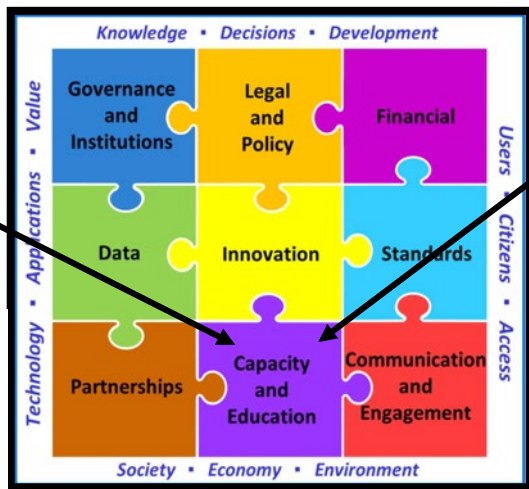 Knowledge ▪ Decisions ▪ Development
Technology ▪ Applications ▪ Value
Governance
and
Institutions
Legal
and
Policy
Financial
Users ▪ Citizens ▪ Access
Data
Innovation
Standards
Partnerships
Capacity
and
Education
Communication
and
Engagement
Society ▪ Economy ▪ Environment